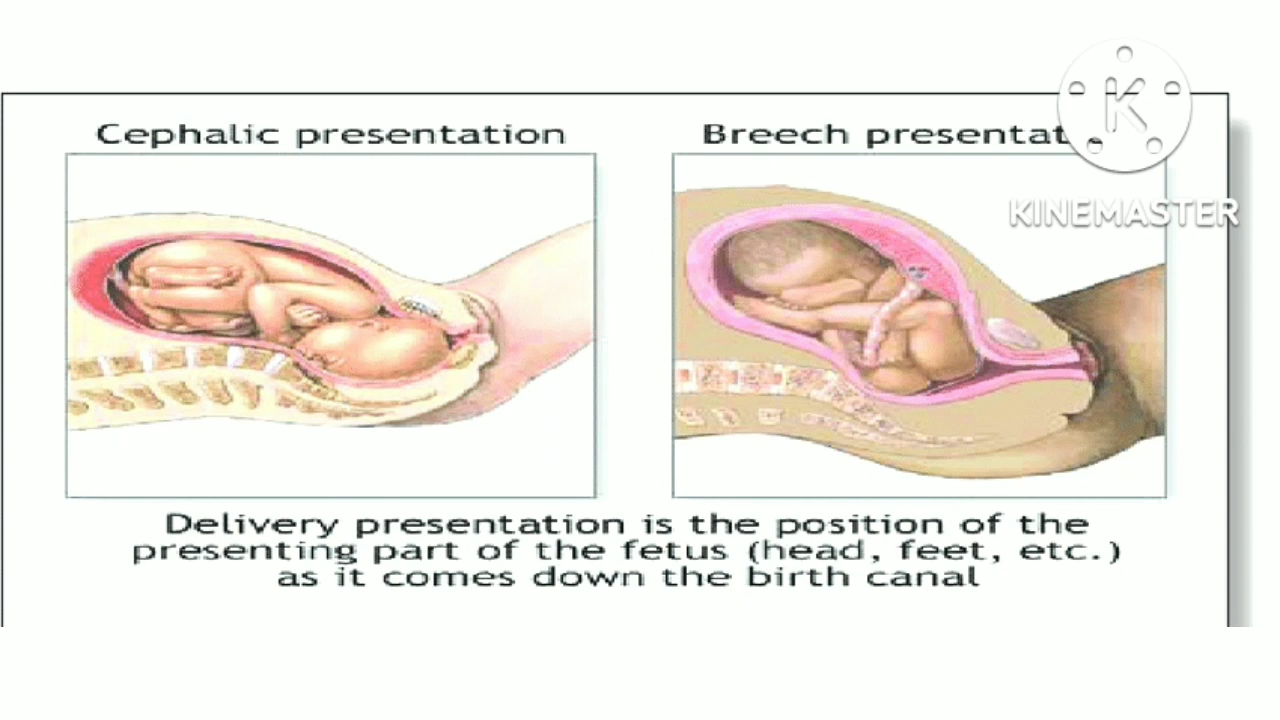 Cephalic presentation
Breech
K
KINEMASTER
Delivery presentation is the position of the
presenting part of the fetus (head, feet, etc.)
as it comes down the birth canal